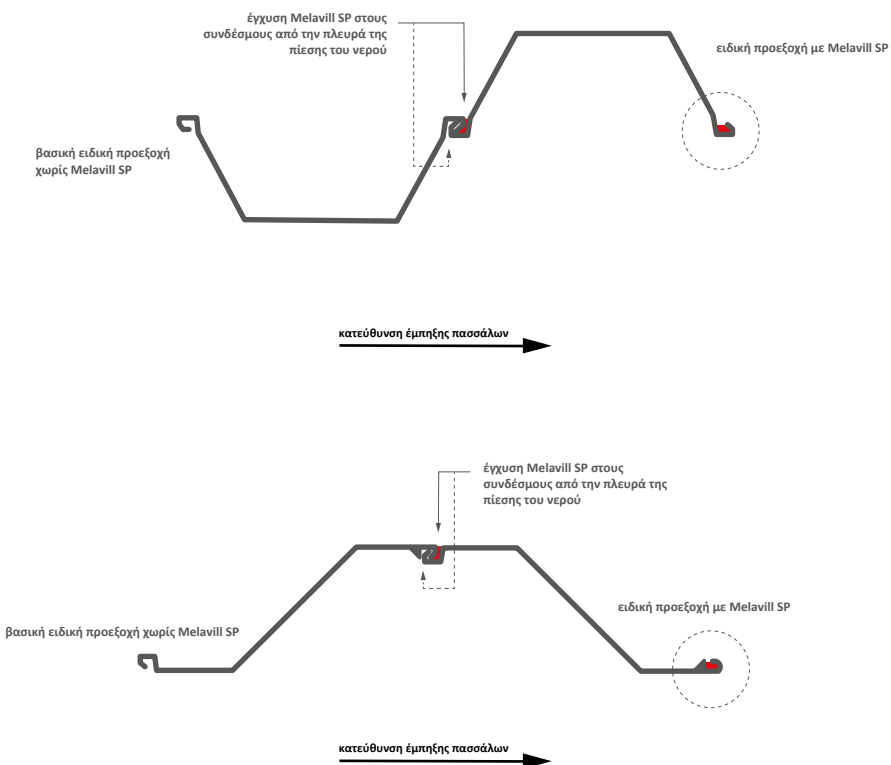 έγχυση Melavill SP στους
συνδέσμους από την πλευρά της
πίεσης του νερού
ειδική προεξοχή με Melavill SP
βασική ειδική προεξοχή
χωρίς Melavill SP
κατεύθυνση έμπηξης πασσάλων
έγχυση Melavill SP στους
συνδέσμους από την πλευρά της
πίεσης του νερού
ειδική προεξοχή με Melavill SP
βασική ειδική προεξοχή χωρίς Melavill SP
κατεύθυνση έμπηξης πασσάλων